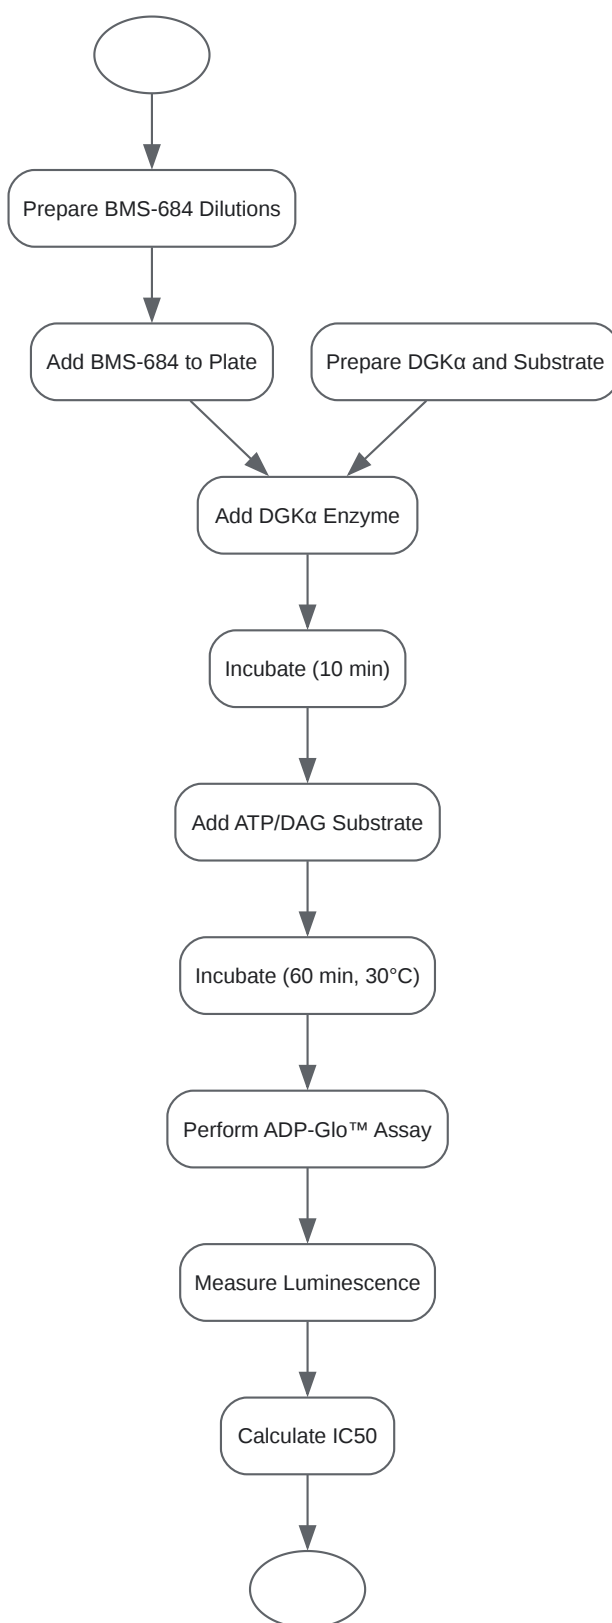 Prepare BMS-684 Dilutions
Add BMS-684 to Plate
Prepare DGKα and Substrate
Add DGKα Enzyme
Incubate (10 min)
Add ATP/DAG Substrate
Incubate (60 min, 30°C)
Perform ADP-Glo™ Assay
Measure Luminescence
Calculate IC50